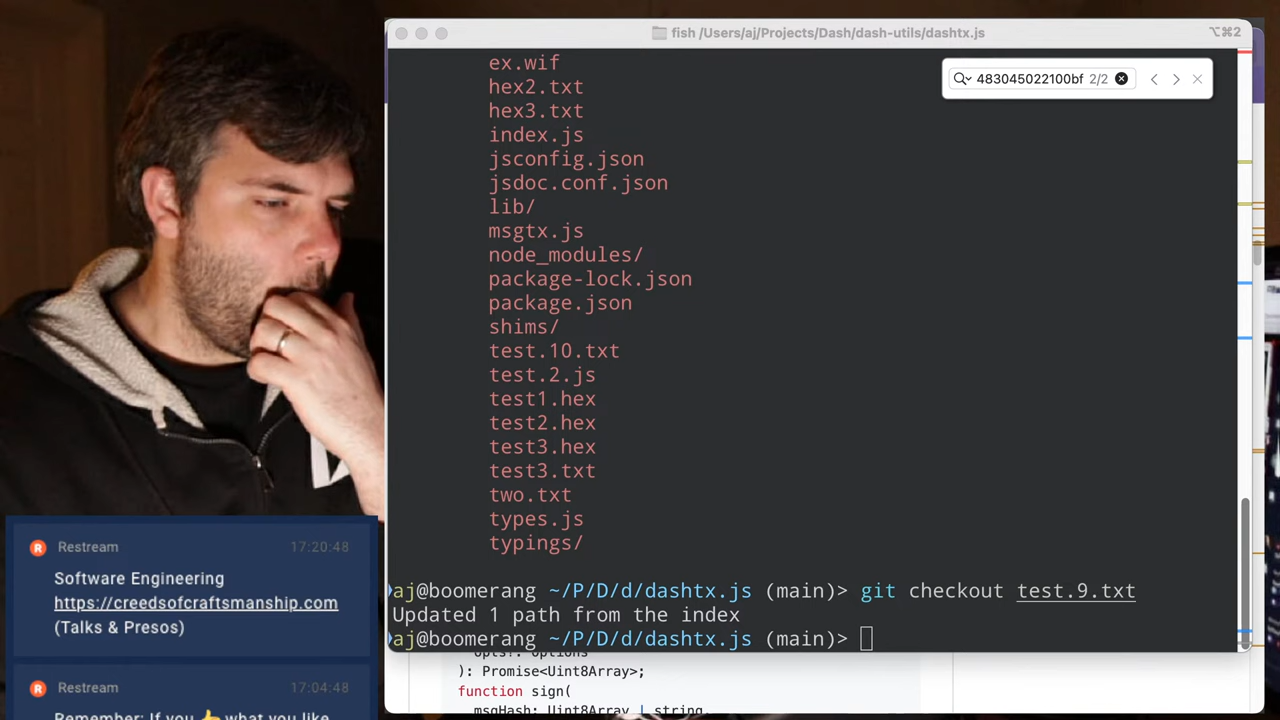 fish /Users/aj/Projects/Dash/dash-utils/dashtx.js
⌥⌘2
483045022100bf 2/2
ex.wif
hex2.txt
hex3.txt
index.js
jsconfig.json
jsdoc.conf.json
lib/
msgtx.js
node_modules/
package-lock.json
package.json
shims/
test.10.txt
test.2.js
test1.hex
test2.hex
test3.hex
test3.txt
two.txt
types.js
typings/
aj@boomerang ~/P/D/d/dashtx.js (main)> git checkout test.9.txt
Updated 1 path from the index
aj@boomerang ~/P/D/d/dashtx.js (main)>
opts?: options
): Promise<Uint8Array>;
function sign(
msgHash: Uint8Array | string,
Restream 17:20:48
Software Engineering
https://creedsofcraftsmanship.com
(Talks & Presos)
Restream 17:04:48
Remember: If you 👍 what you like